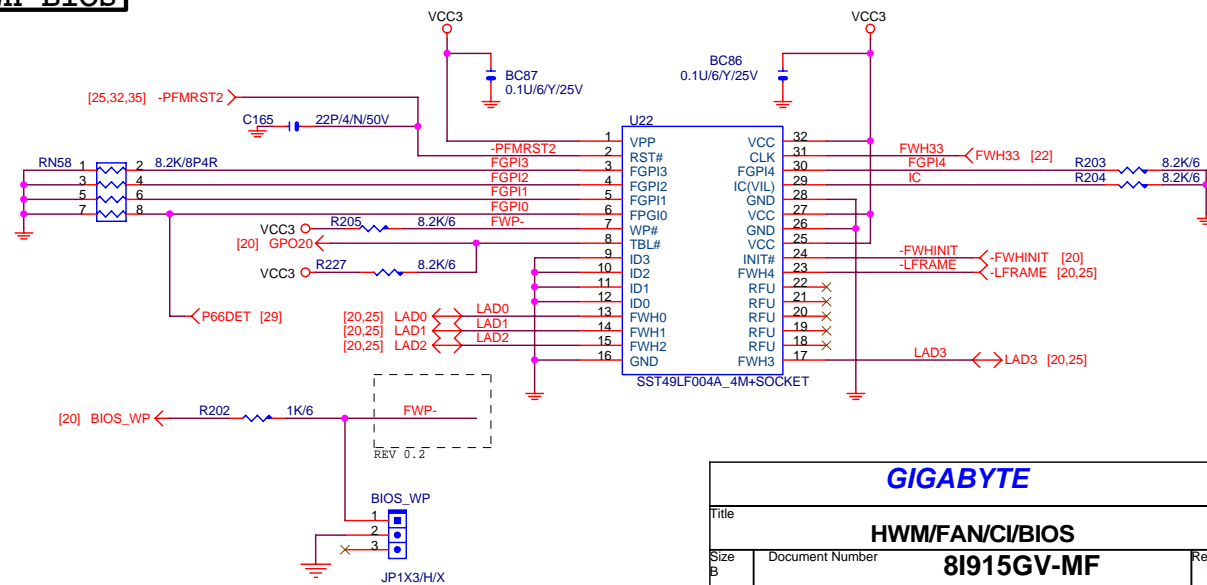 BIOS
VCC3
VCC3
BC87
0.1U/6/Y/25V
BC86
0.1U/6/Y/25V
[25,32,35] -PFMRST2
C165 22P/4/N/50V
U22
RN58 8.2K/8P4R
1 2
3 4
5 6
7 8
-PFMRST2
FGPI3
FGPI2
FGPI1
FGPI0
FWP-
1 VPP VCC 32
2 RST# CLK 31
3 FGPI3 FGPI4 30
4 FGPI2 IC(VIL) 29
5 FGPI1 GND 28
6 FPGI0 VCC 27
7 WP# GND 26
8 TBL# VCC 25
9 ID3 INIT# 24
10 ID2 FWH4 23
11 ID1 RFU 22
12 ID0 RFU 21
13 FWH0 RFU 20
14 FWH1 RFU 19
15 FWH2 RFU 18
16 GND FWH3 17
SST49LF004A_4M+SOCKET
FWH33 FWH33 [22]
FGPI4 R203 8.2K/6
IC R204 8.2K/6
VCC3 R205 8.2K/6
[20] GPO20
VCC3 R227 8.2K/6
-FWHINIT -FWHINIT [20]
-LFRAME -LFRAME [20,25]
P66DET [29]
[20,25] LAD0 LAD0
[20,25] LAD1 LAD1
[20,25] LAD2 LAD2
LAD3 LAD3 [20,25]
[20] BIOS_WP R202 1K/6 FWP-
REV 0.2
BIOS_WP
1
2
3
JP1X3/H/X
GIGABYTE
Title
HWM/FAN/CI/BIOS
Size
B
Document Number
8I915GV-MF